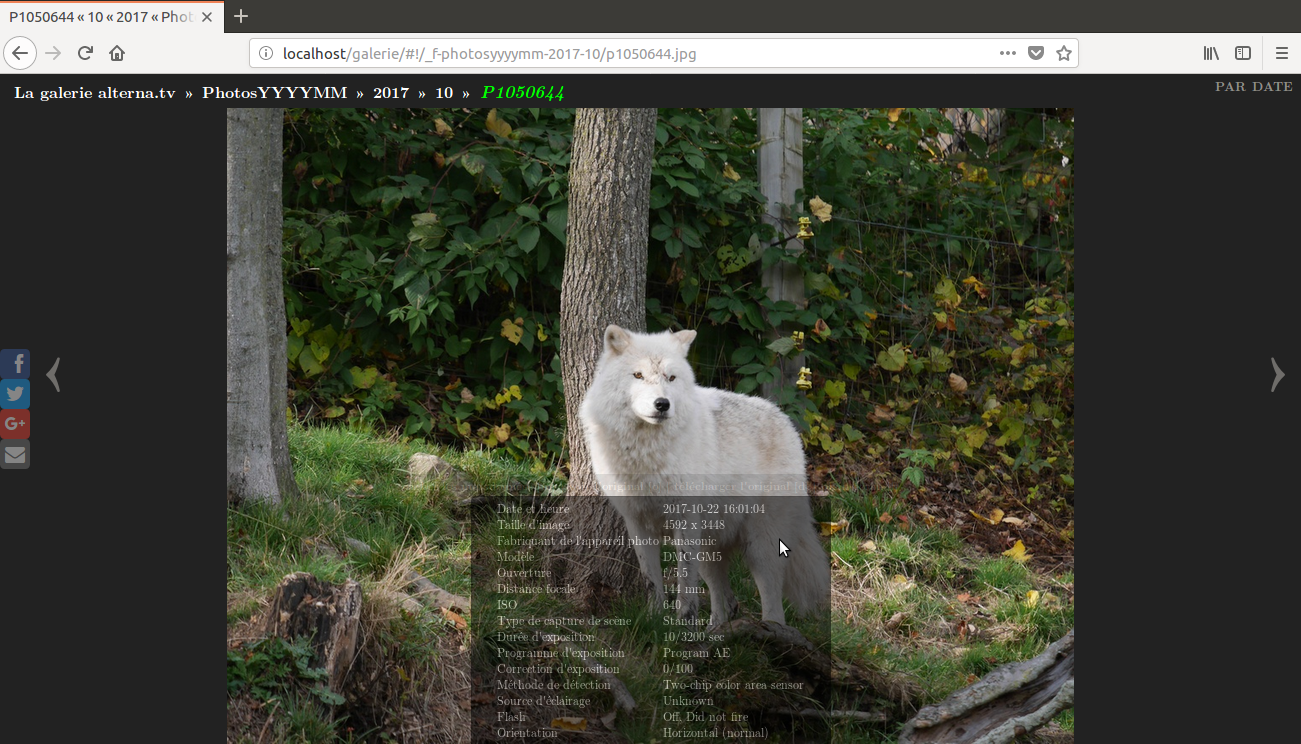 P1050644 « 10 « 2017 « Phot
localhost/galerie/#!/_f-photosyyyymm-2017-10/p1050644.jpg
La galerie alterna.tv » PhotosYYYYMM » 2017 » 10 » P1050644
PAR DATE
f
G+
télécharger l'original
Date et heure 2017-10-22 16:01:04
Taille d'image 4592 x 3448
Fabriquant de l'appareil photo Panasonic
Modèle DMC-GM5
Ouverture f/5.5
Distance focale 144 mm
ISO 640
Type de capture de scène Standard
Durée d'exposition 10/3200 sec
Programme d'exposition Program AE
Correction d'exposition 0/100
Méthode de détection Two-chip color area sensor
Source d'éclairage Unknown
Flash Off, Did not fire
Orientation Horizontal (normal)